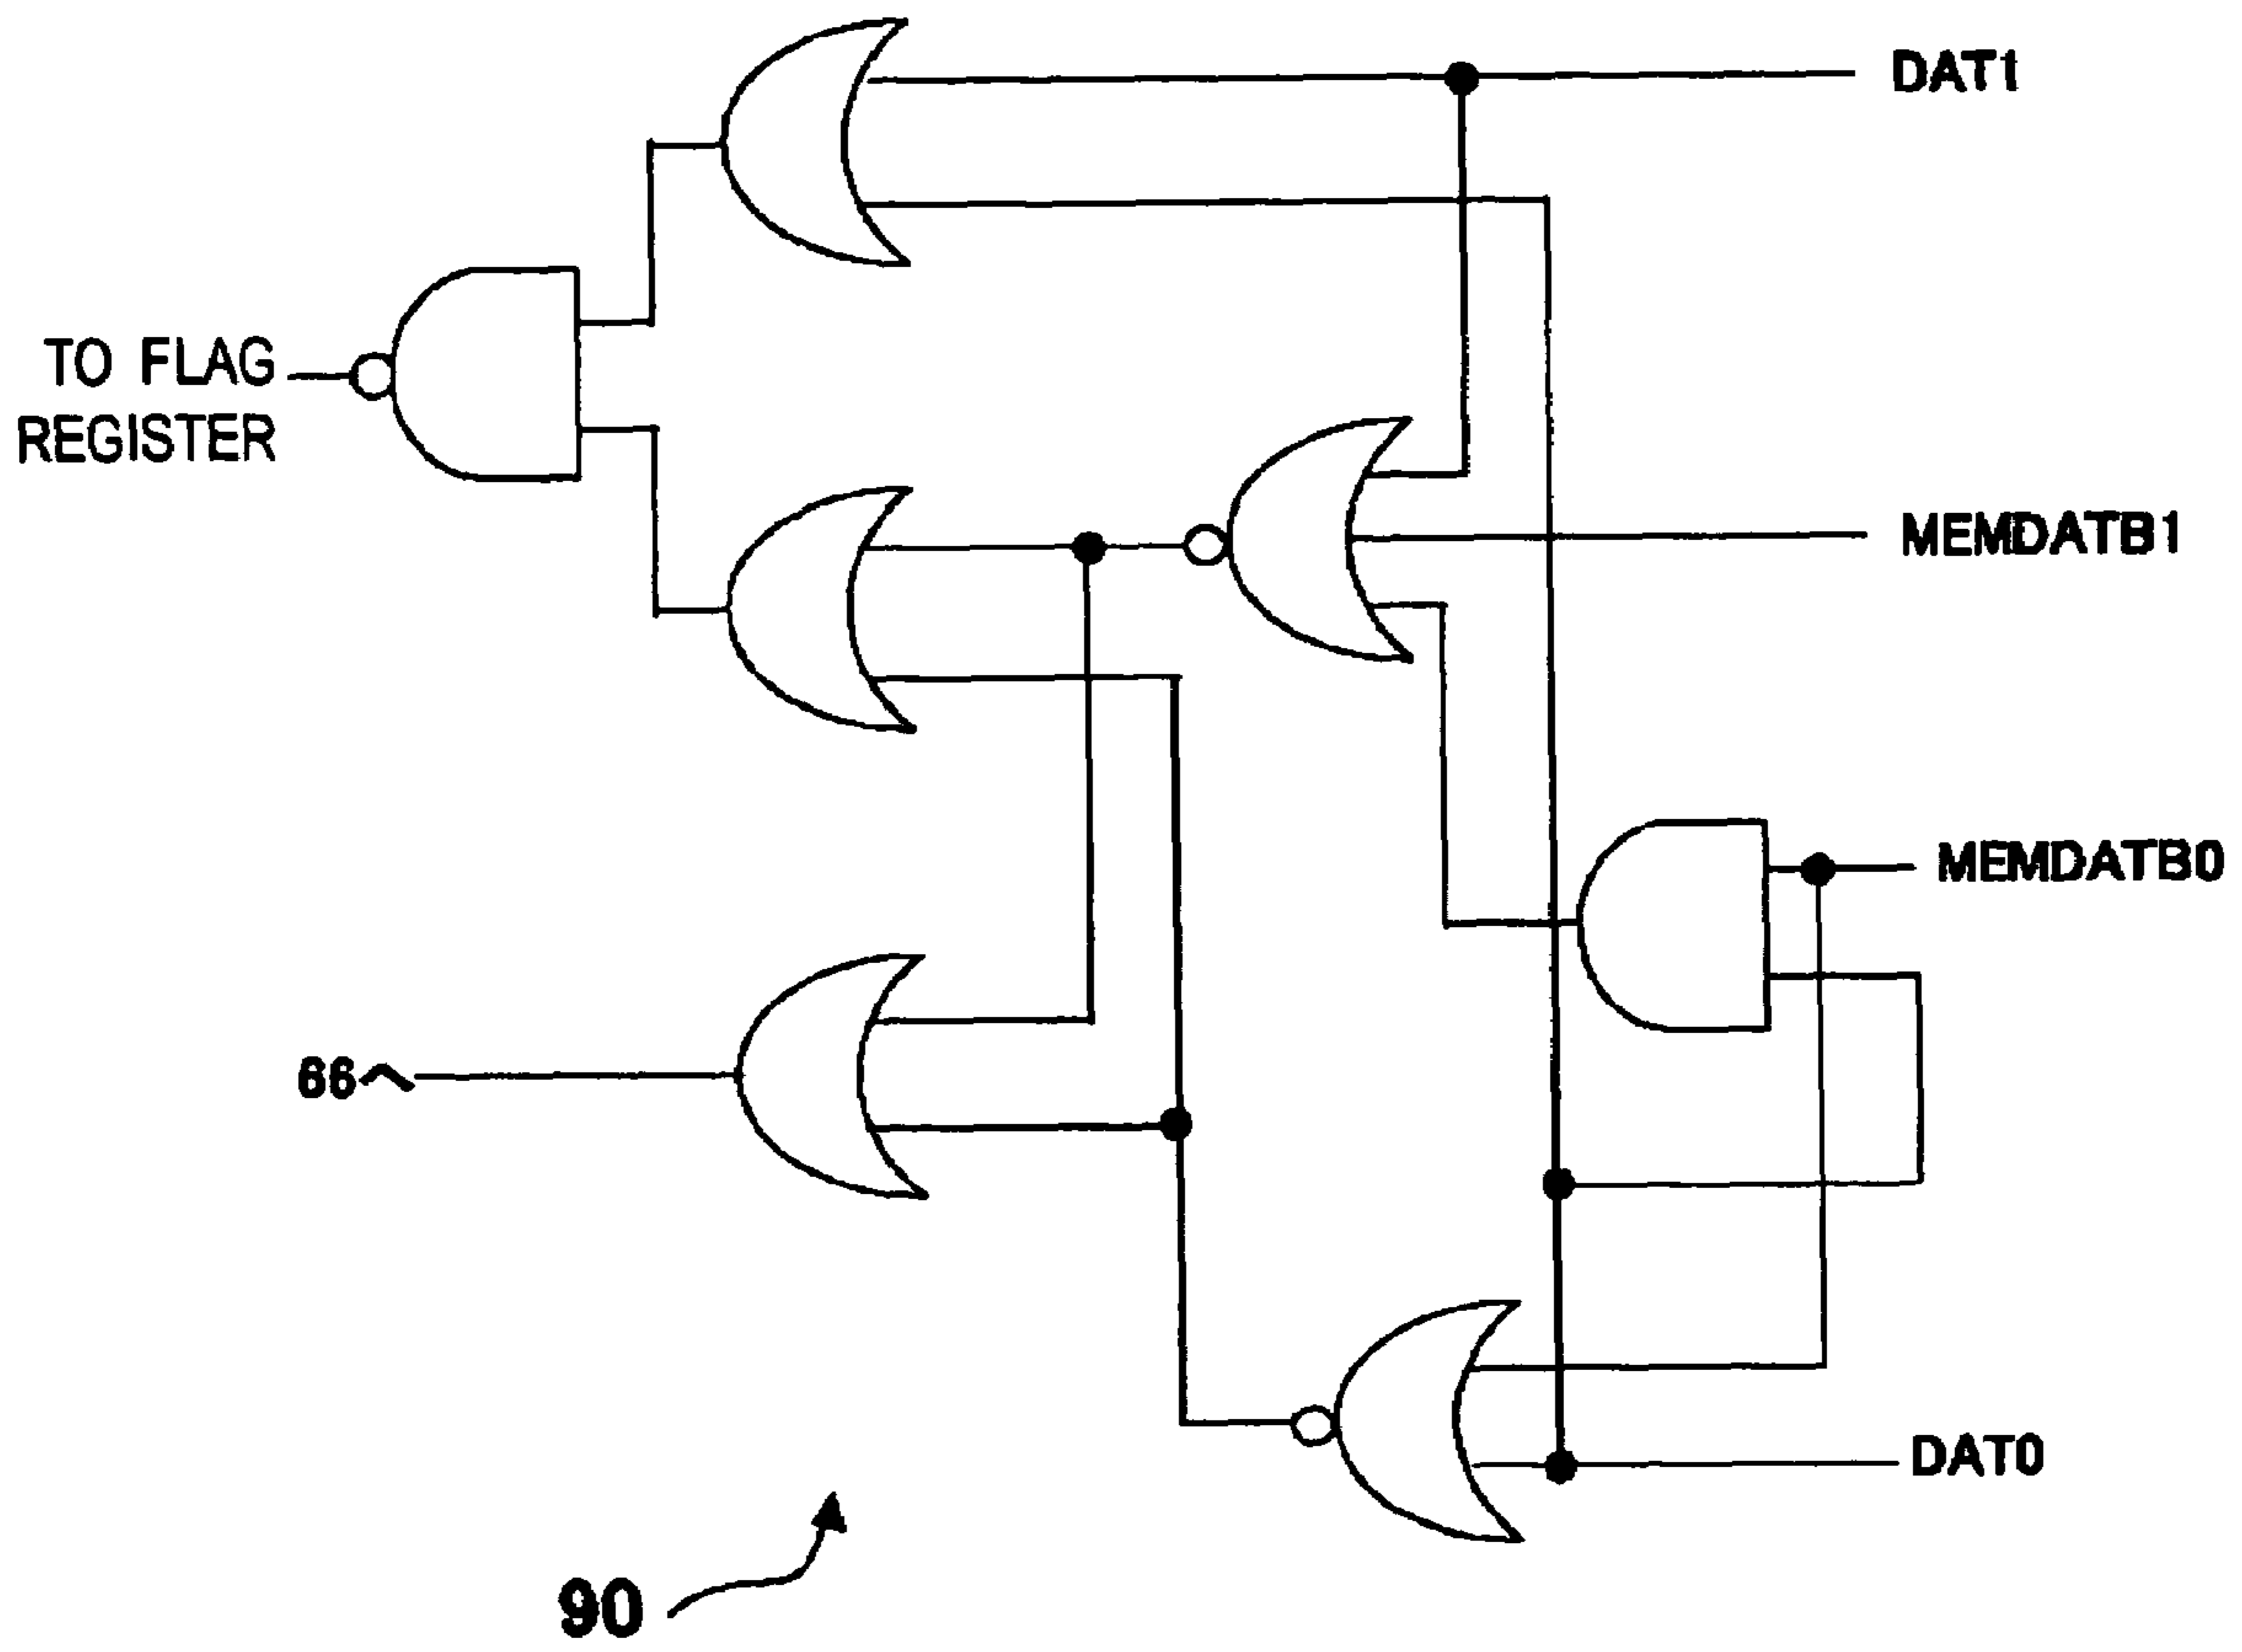 DAT1
TO FLAG
REGISTER
MEMDATB1
MEMDATB0
66
DAT0
90